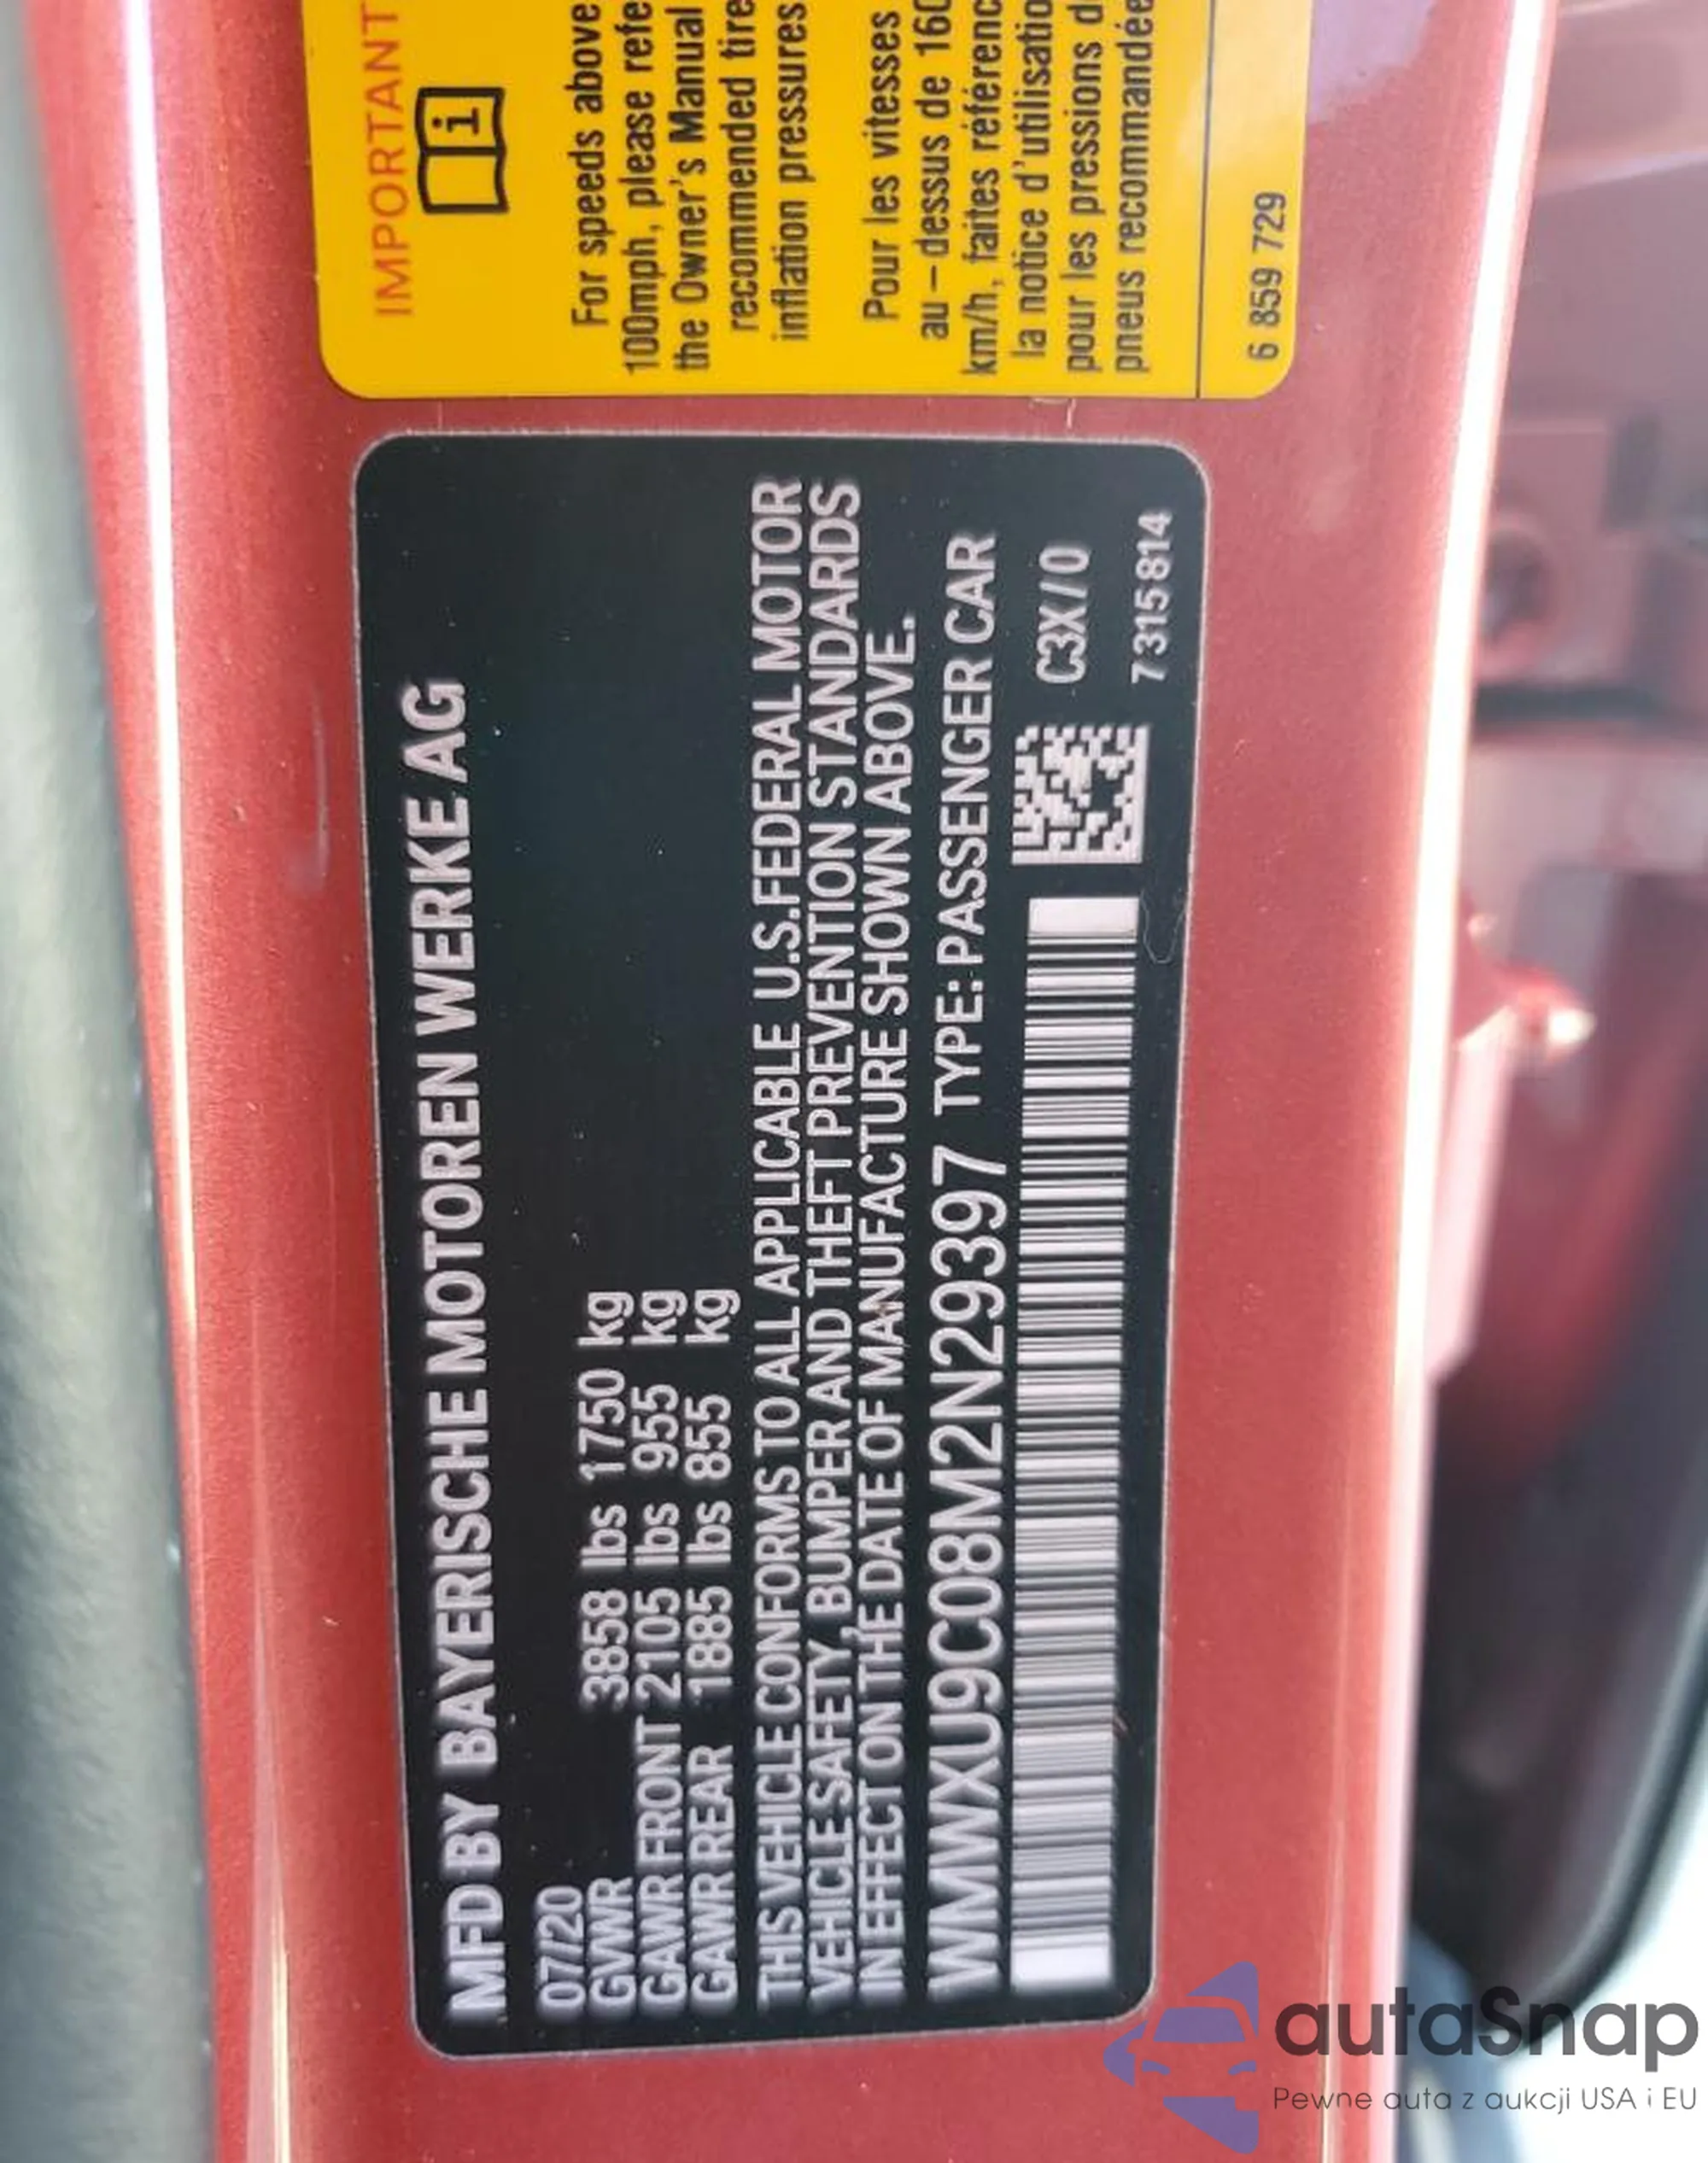 IMPORTANT
i
For speeds above
100mph, please refe
the Owner's Manual
recommended tire
inflation pressures
Pour les vitesses
au-dessus de 160
km/h, faites référenc
la notice d'utilisatio
pour les pressions d
pneus recommandée
6 859 729
MFD BY BAYERISCHE MOTOREN WERKE AG
07/20
GVWR 3858 lbs 1750 kg
GAWR FRONT 2105 lbs 955 kg
GAWR REAR 1885 lbs 855 kg
THIS VEHICLE CONFORMS TO ALL APPLICABLE U.S.FEDERAL MOTOR
VEHICLE SAFETY, BUMPER AND THEFT PREVENTION STANDARDS
IN EFFECT ON THE DATE OF MANUFACTURE SHOWN ABOVE.
WMWXU9C08M2N29397 TYPE: PASSENGER CAR
C3X//0
7315814
autaSnap
Pewne auta z aukcji USA i EU